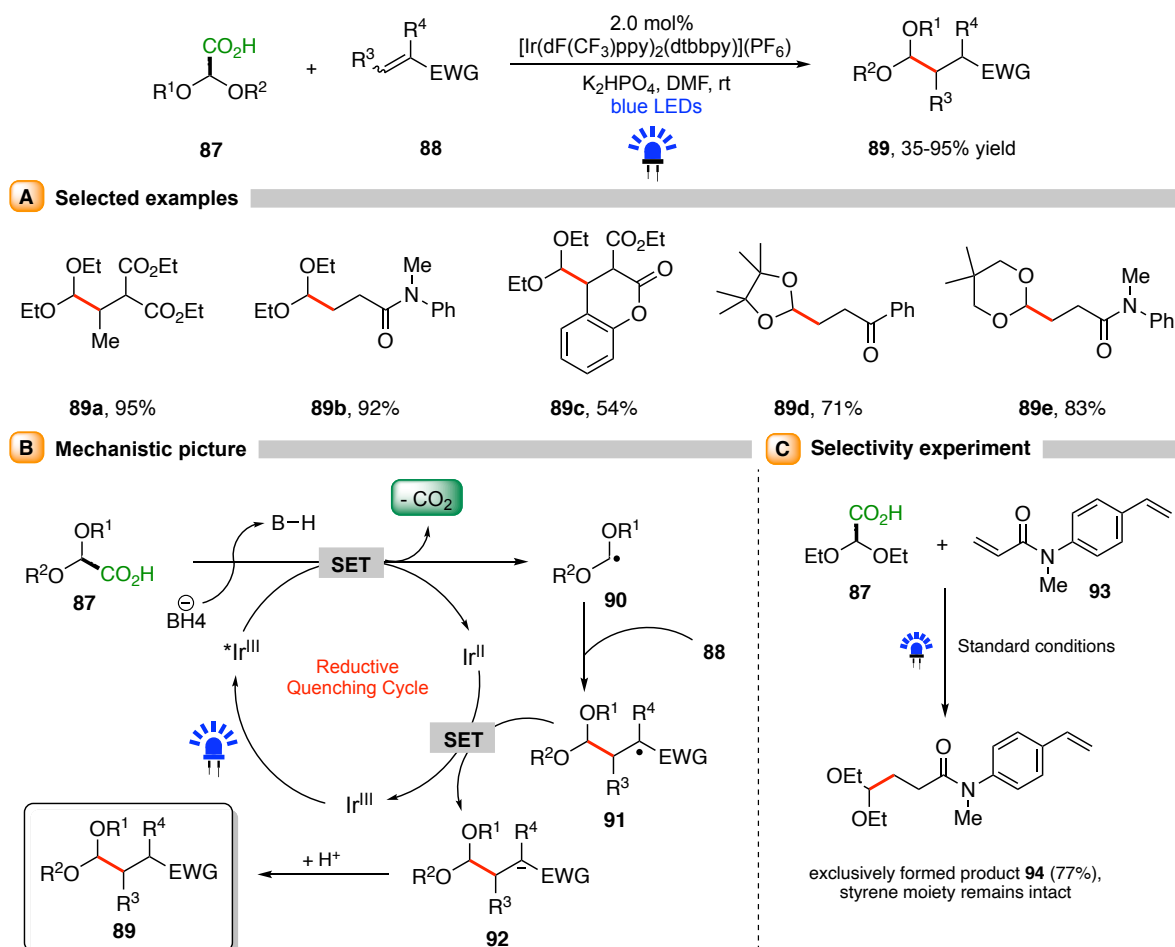 CO₂H
R¹O OR²
87
+
R⁴
R³
EWG
88
2.0 mol%
[Ir(dF(CF₃)ppy)₂(dtbbpy)](PF₆)
K₂HPO₄, DMF, rt
blue LEDs
OR¹ R⁴
R²O
EWG
R³
89, 35-95% yield
A Selected examples
OEt CO₂Et
EtO CO₂Et
Me
89a, 95%
OEt Me
EtO N Ph
O
89b, 92%
OEt CO₂Et
EtO O
O
89c, 54%
O
O Ph
O
89d, 71%
O Me
O N Ph
O
89e, 83%
B Mechanistic picture
OR¹
R²O CO₂H
87
B–H
⊖
BH4
SET
- CO₂
OR¹
R²O •
90
88
*Irᴵᴵᴵ
Irᴵᴵ
Reductive
Quenching Cycle
SET
Irᴵᴵᴵ
OR¹ R⁴
R²O • EWG
R³
91
OR¹ R⁴
R²O – EWG
R³
92
+ H⁺
OR¹ R⁴
R²O EWG
R³
89
C Selectivity experiment
CO₂H
EtO OEt
87
+
O
N
Me
93
Standard conditions
O
EtO N
OEt Me
exclusively formed product 94 (77%),
styrene moiety remains intact